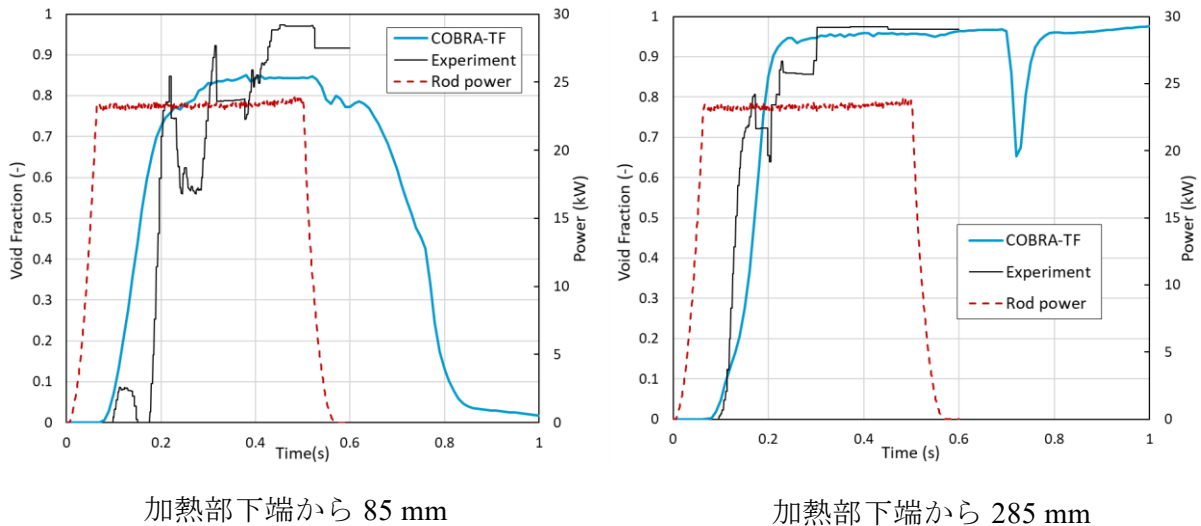 1
0.9
0.8
0.7
0.6
0.5
0.4
0.3
0.2
0.1
0
Void Fraction (-)
30
25
20
15
10
5
0
Power (kW)
COBRA-TF
Experiment
Rod power
0 0.2 0.4 0.6 0.8 1
Time(s)
加熱部下端から 85 mm
1
0.9
0.8
0.7
0.6
0.5
0.4
0.3
0.2
0.1
0
Void Fraction (-)
30
25
20
15
10
5
0
Power (kW)
COBRA-TF
Experiment
Rod power
0 0.2 0.4 0.6 0.8 1
Time(s)
加熱部下端から 285 mm